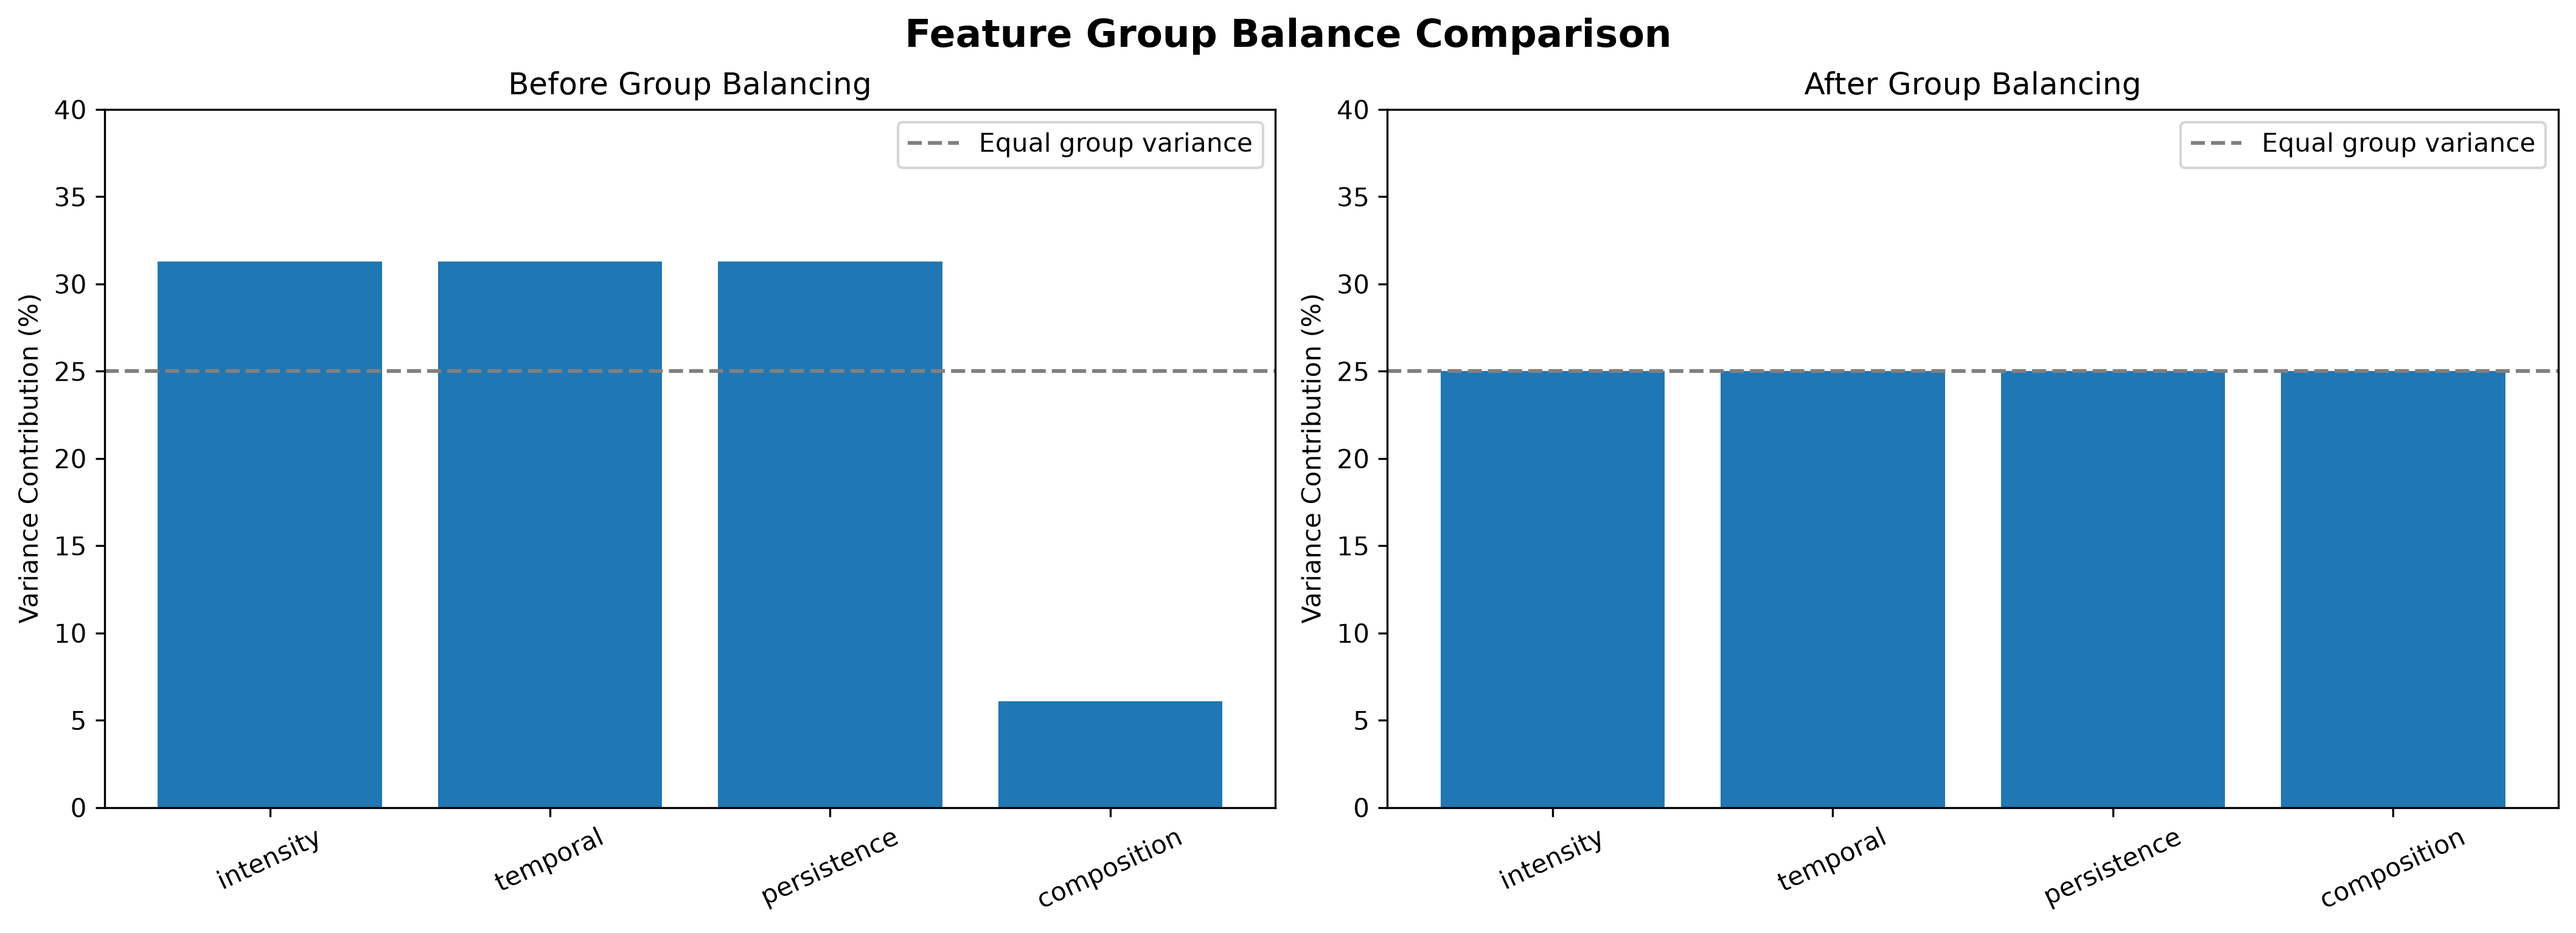 Feature Group Balance Comparison
Before Group Balancing
Variance Contribution (%)
40
35
30
25
20
15
10
5
0
Equal group variance
intensity
temporal
persistence
composition
After Group Balancing
Variance Contribution (%)
40
35
30
25
20
15
10
5
0
Equal group variance
intensity
temporal
persistence
composition